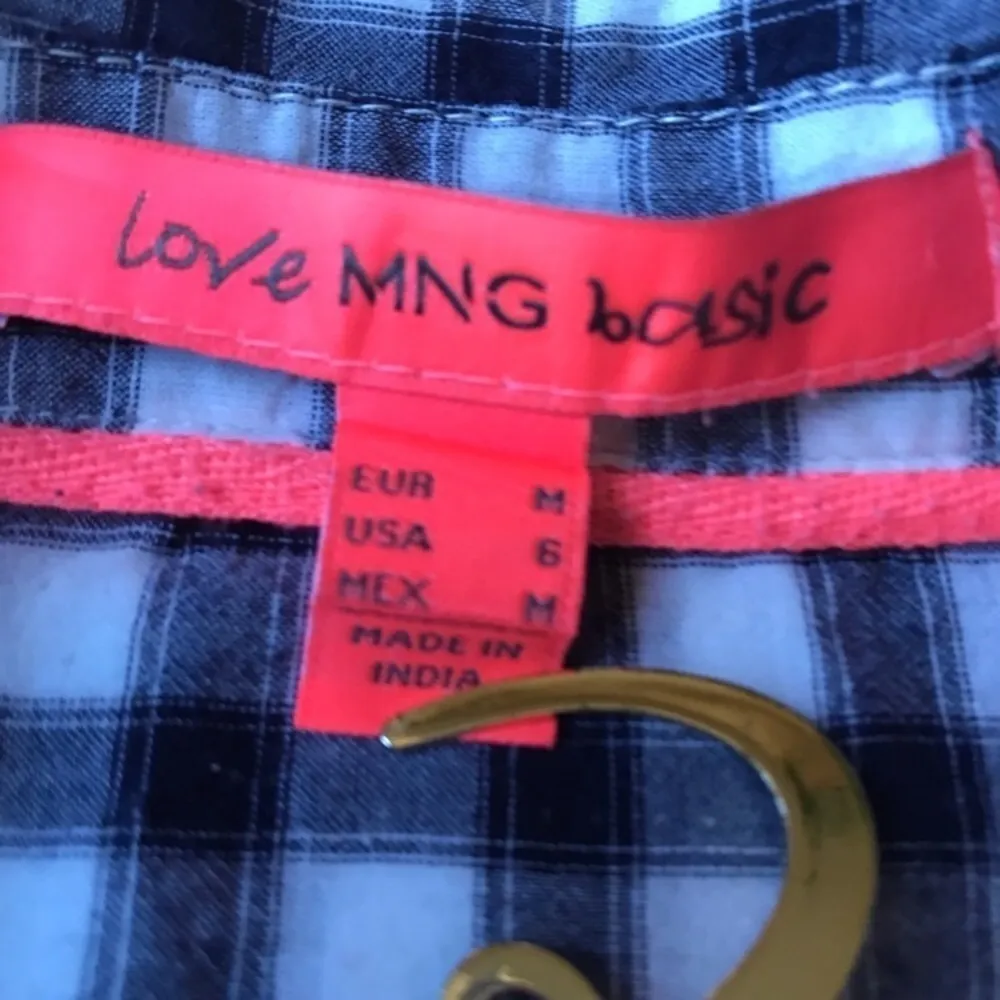 Love MNG basic
EUR M
USA 6
MEX M
MADE IN
INDIA